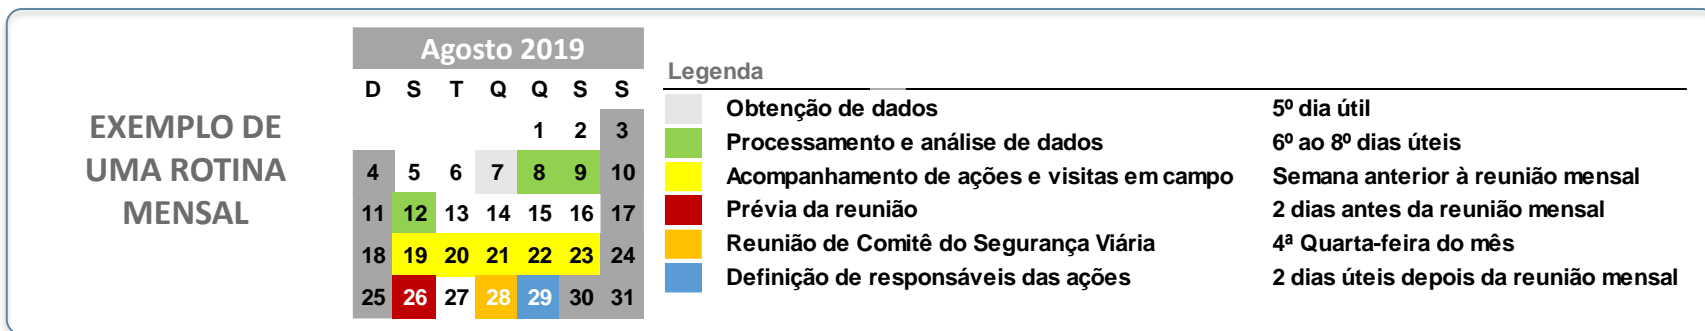 EXEMPLO DE
UMA ROTINA
MENSAL
Agosto 2019
D S T Q Q S S
1 2 3
4 5 6 7 8 9 10
11 12 13 14 15 16 17
18 19 20 21 22 23 24
25 26 27 28 29 30 31
Legenda
Obtenção de dados 5º dia útil
Processamento e análise de dados 6º ao 8º dias úteis
Acompanhamento de ações e visitas em campo Semana anterior à reunião mensal
Prévia da reunião 2 dias antes da reunião mensal
Reunião de Comitê do Segurança Viária 4ª Quarta-feira do mês
Definição de responsáveis das ações 2 dias úteis depois da reunião mensal